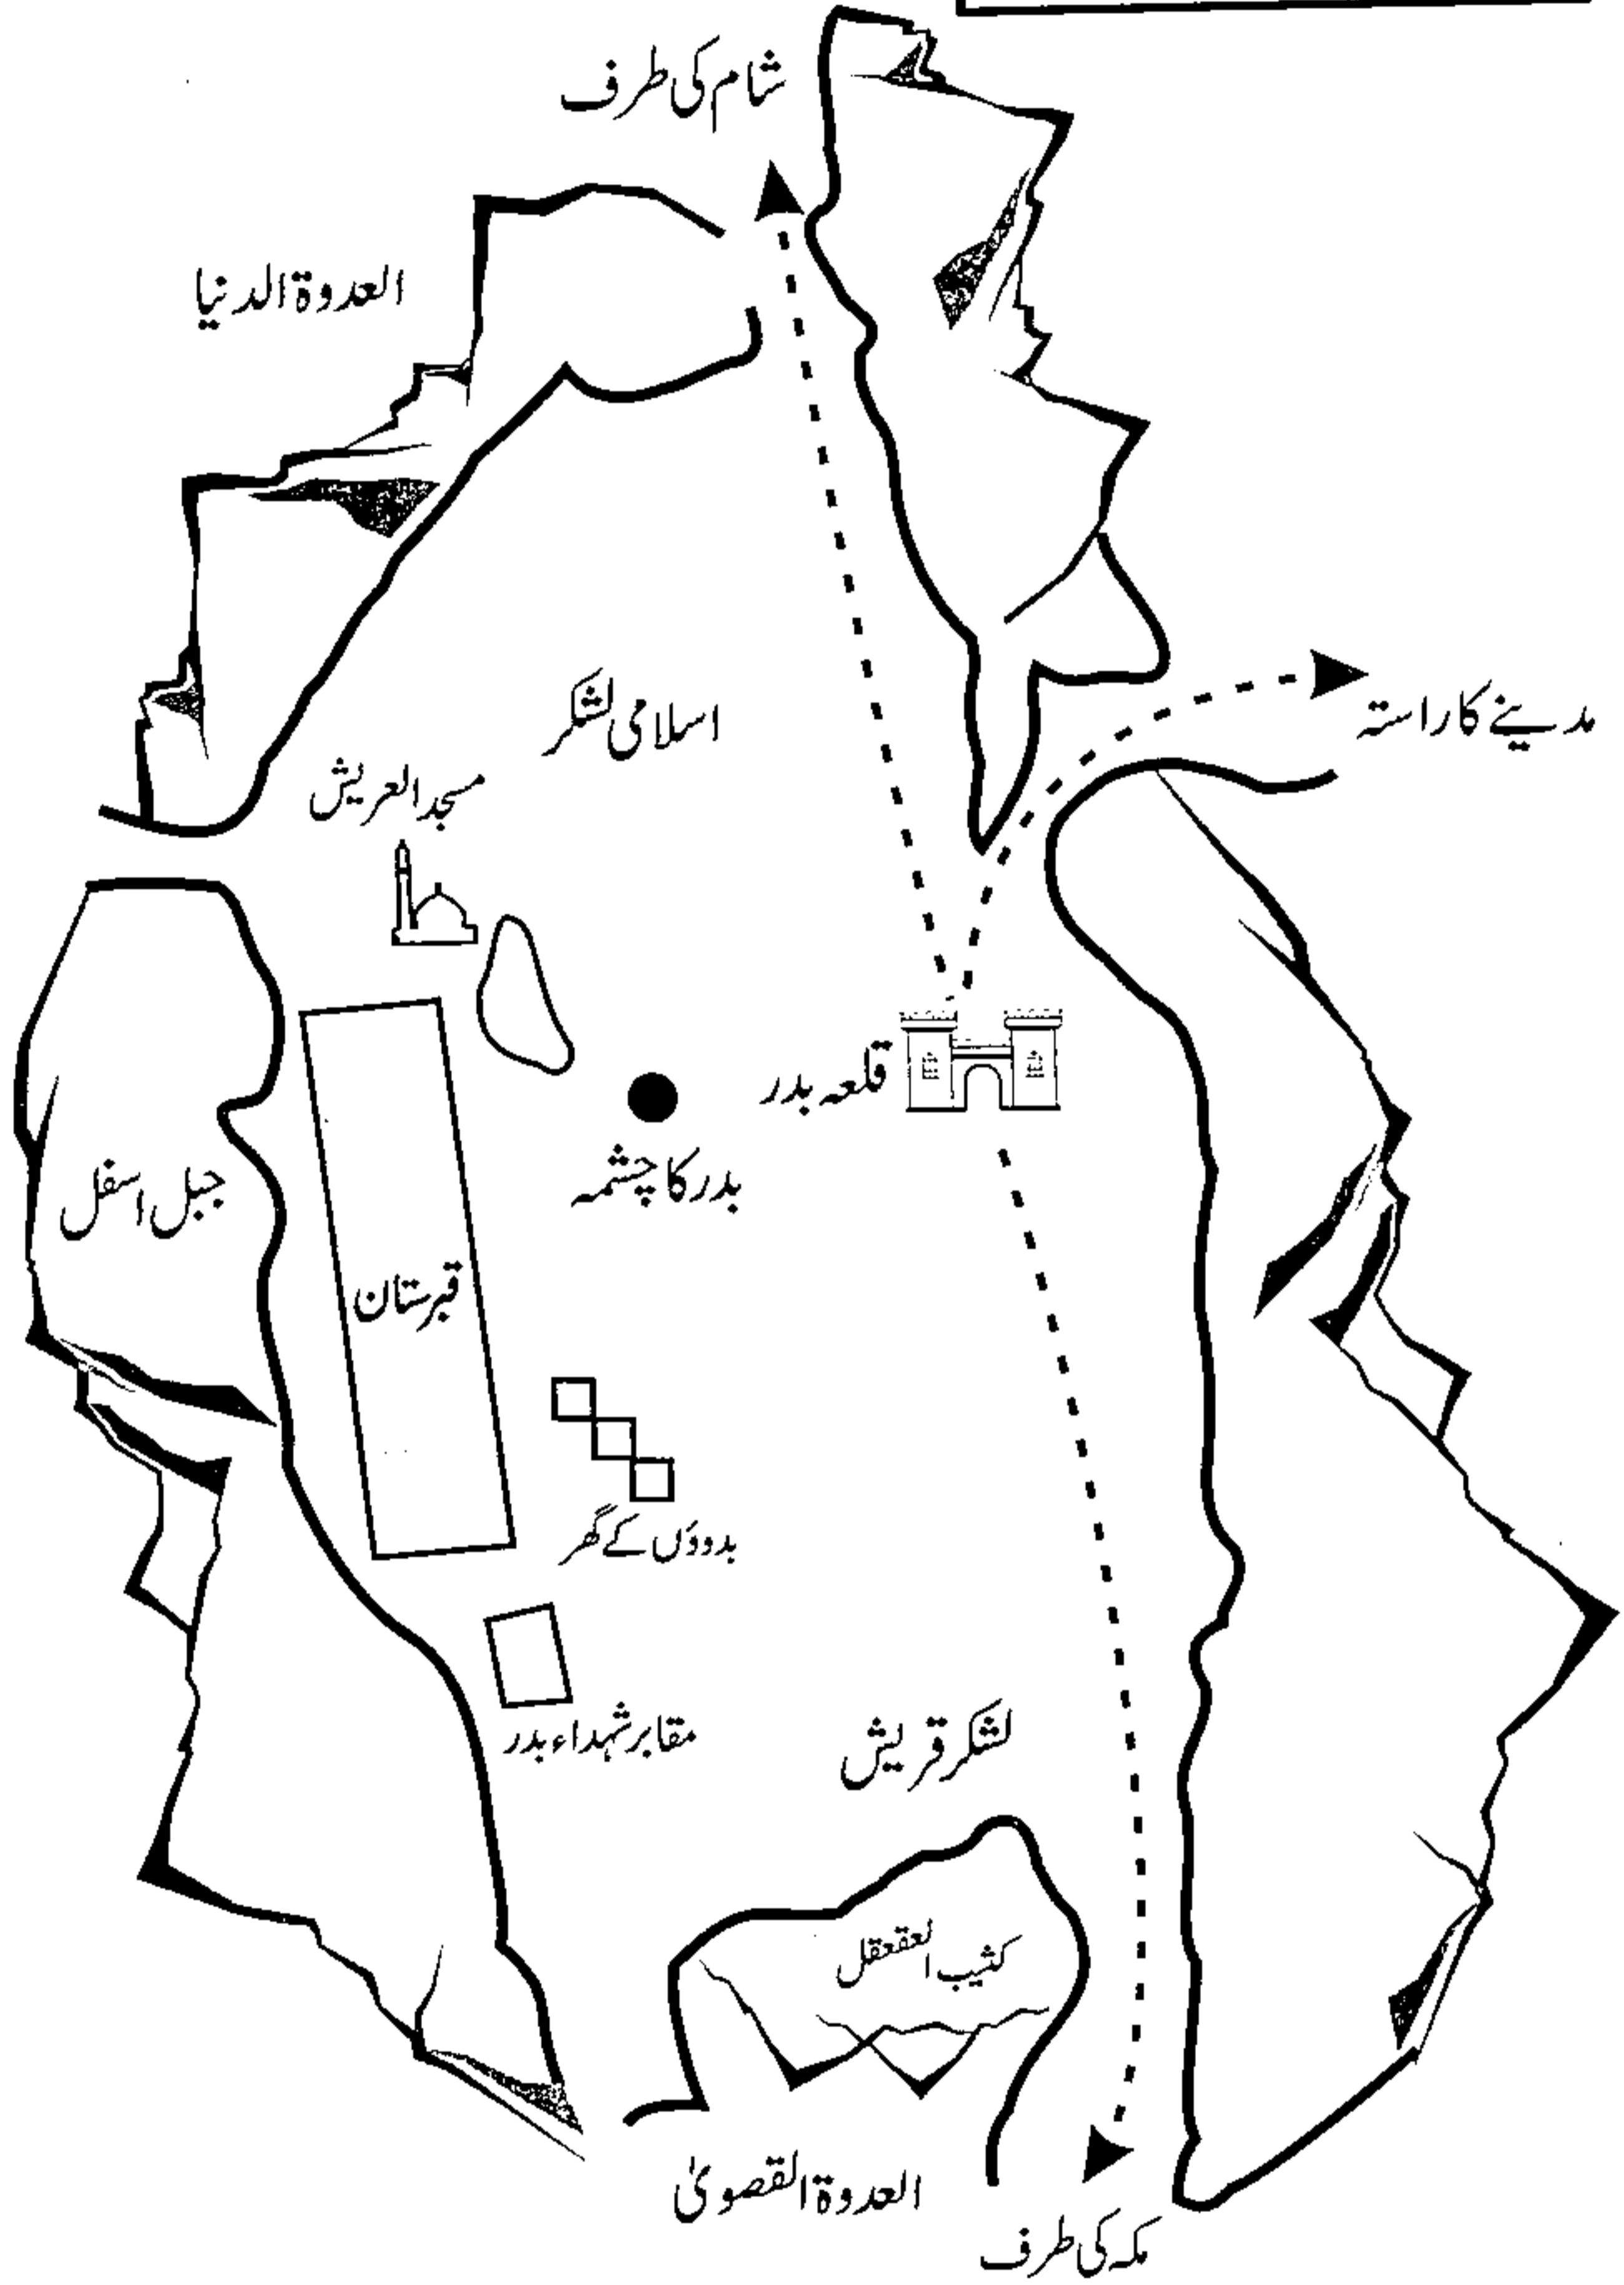 شام کی طرف
العدوۃ الدنیا
اسلامی لشکر
مدینے کا راستہ
مسجد العریش
قلعہ بدر
بدر کا چشمہ
جبل اسفل
قبرستان
بدوؤں کے گھر
مقابر شہداء بدر
لشکر قریش
کثیب العقنقل
العدوۃ القصویٰ
مکہ کی طرف